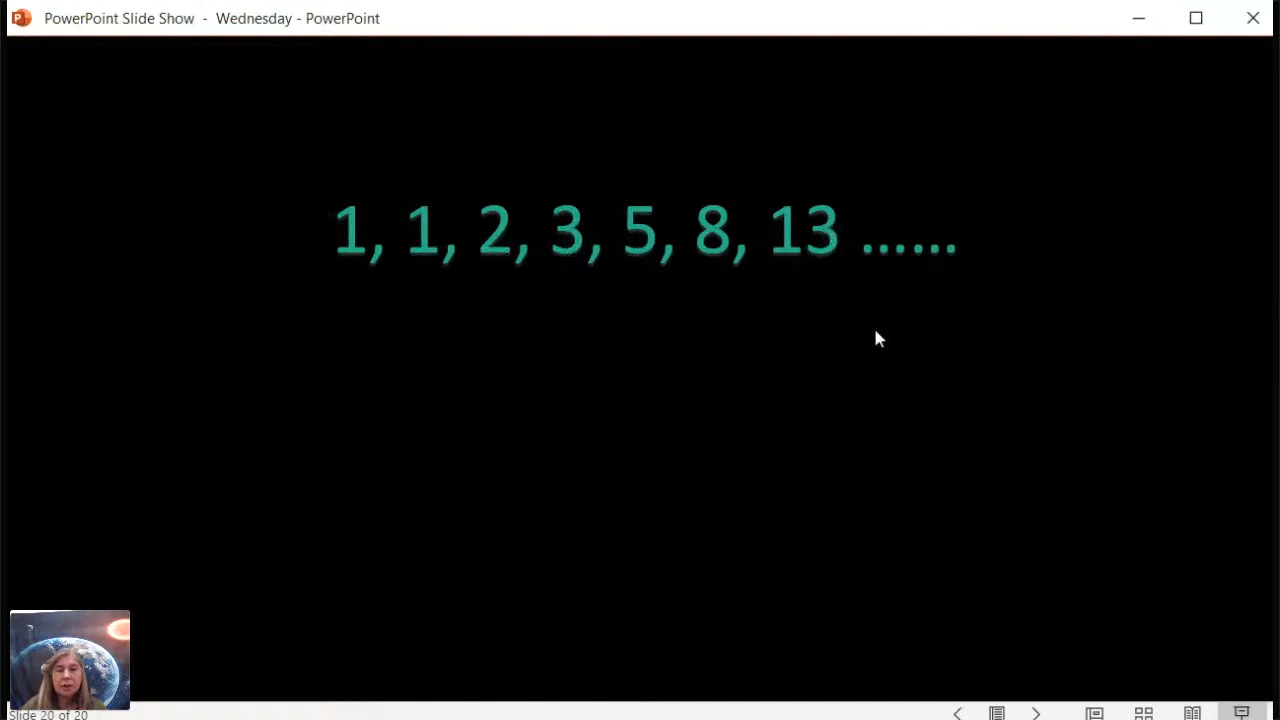 PowerPoint Slide Show - Wednesday - PowerPoint
1, 1, 2, 3, 5, 8, 13 ......
Slide 20 of 20